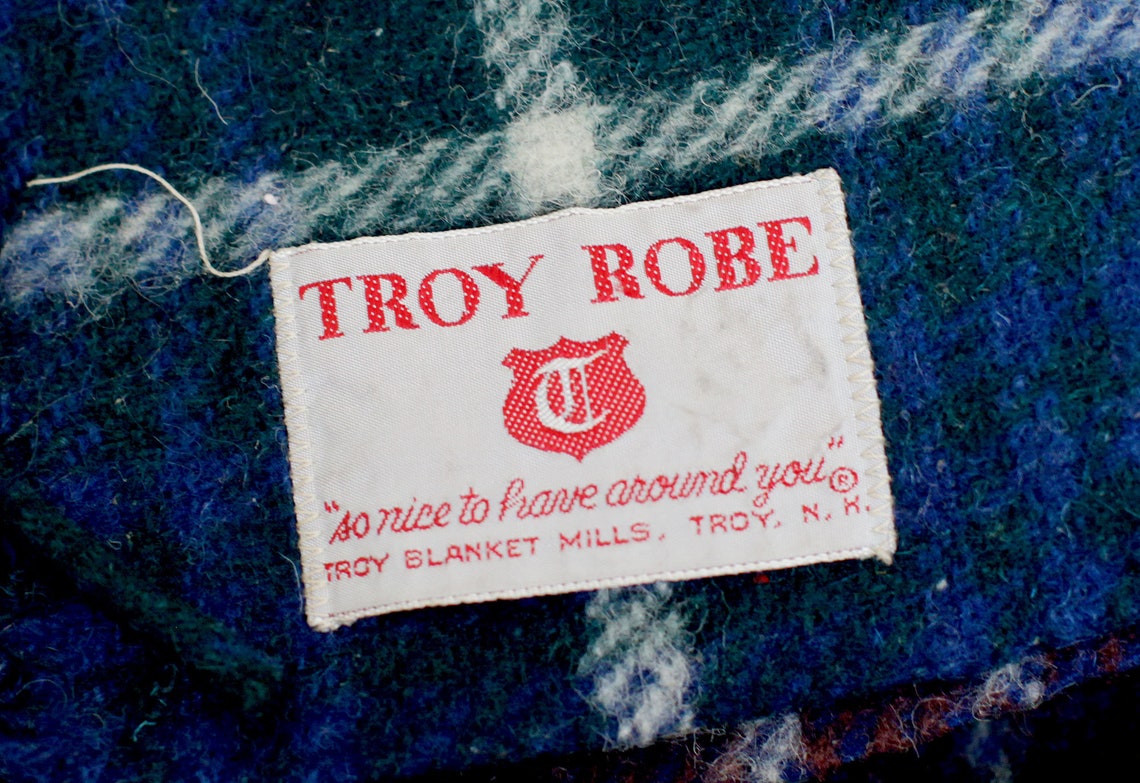 TROY ROBE
T
"so nice to have around you"®
TROY BLANKET MILLS, TROY, N. H.